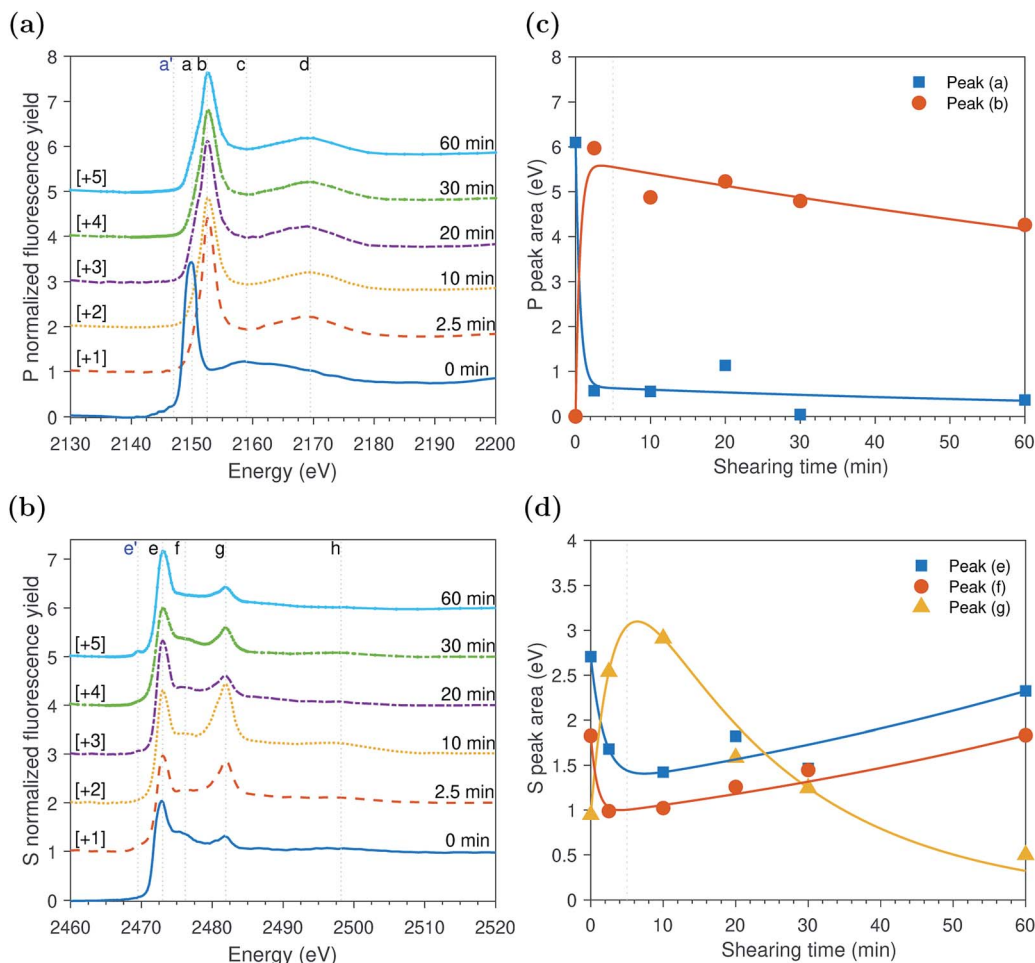 (a)
P normalized fluorescence yield
8
7
6
5
4
3
2
1
0
a' a b c d
[+5] 60 min
[+4] 30 min
[+3] 20 min
[+2] 10 min
[+1] 2.5 min
0 min
2130 2140 2150 2160 2170 2180 2190 2200
Energy (eV)
(c)
P peak area (eV)
8
7
6
5
4
3
2
1
0
Peak (a)
Peak (b)
0 10 20 30 40 50 60
Shearing time (min)
(b)
S normalized fluorescence yield
7
6
5
4
3
2
1
0
e' e f g h
60 min
[+5] 30 min
[+4] 20 min
[+3] 10 min
[+2] 2.5 min
[+1] 0 min
2460 2470 2480 2490 2500 2510 2520
Energy (eV)
(d)
S peak area (eV)
4
3.5
3
2.5
2
1.5
1
0.5
0
Peak (e)
Peak (f)
Peak (g)
0 10 20 30 40 50 60
Shearing time (min)